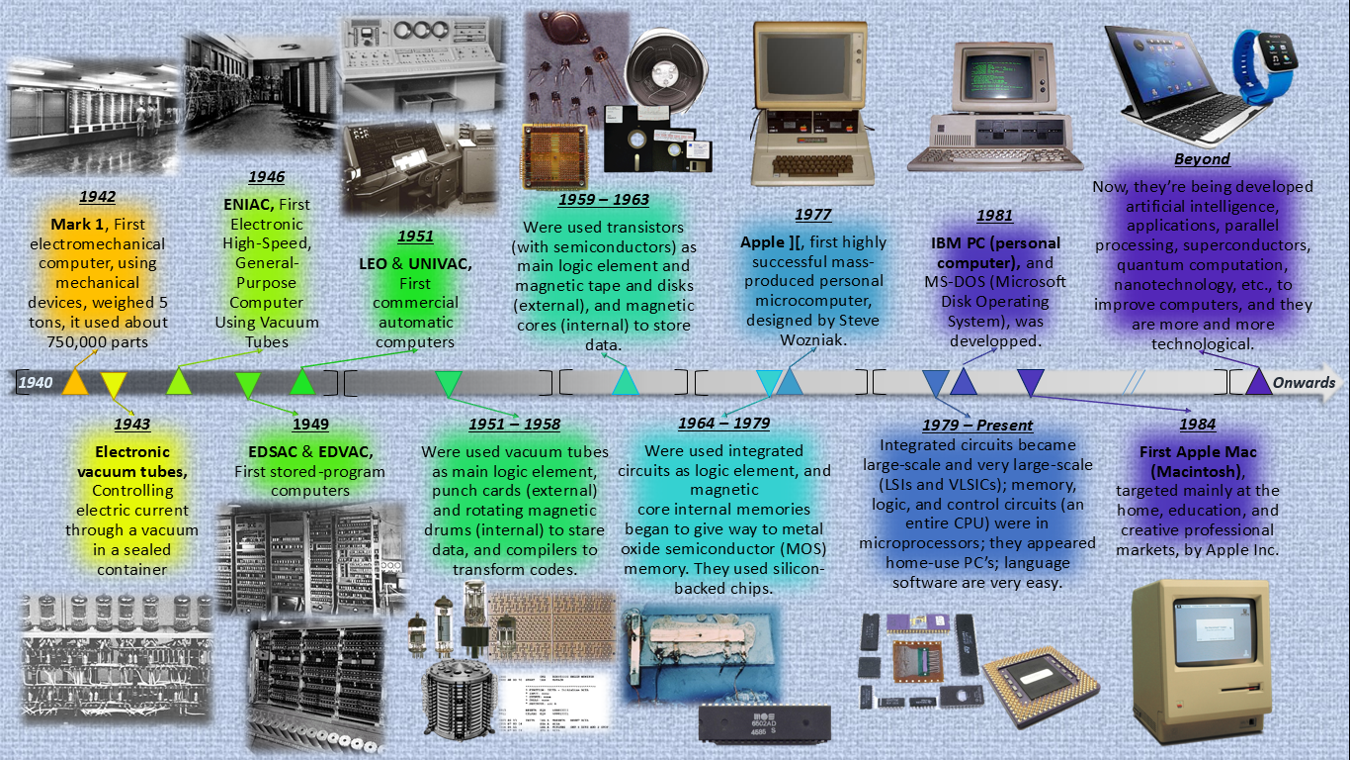 1942
Mark 1, First
electromechanical
computer, using
mechanical
devices, weighed 5
tons, it used about
750,000 parts
1946
ENIAC, First
Electronic
High-Speed,
General-
Purpose
Computer
Using Vacuum
Tubes
1951
LEO & UNIVAC,
First
commercial
automatic
computers
1959 – 1963
Were used transistors
(with semiconductors) as
main logic element and
magnetic tape and disks
(external), and magnetic
cores (internal) to store
data.
1977
Apple ][, first highly
successful mass-
produced personal
microcomputer,
designed by Steve
Wozniak.
1981
IBM PC (personal
computer), and
MS-DOS (Microsoft
Disk Operating
System), was
developped.
Beyond
Now, they're being developed
artificial intelligence,
applications, parallel
processing, superconductors,
quantum computation,
nanotechnology, etc., to
improve computers, and they
are more and more
technological.
1940
Onwards
1943
Electronic
vacuum tubes,
Controlling
electric current
through a vacuum
in a sealed
container
1949
EDSAC & EDVAC,
First stored-program
computers
1951 – 1958
Were used vacuum tubes
as main logic element,
punch cards (external)
and rotating magnetic
drums (internal) to stare
data, and compilers to
transform codes.
1964 – 1979
Were used integrated
circuits as logic element, and
magnetic
core internal memories
began to give way to metal
oxide semiconductor (MOS)
memory. They used silicon-
backed chips.
1979 – Present
Integrated circuits became
large-scale and very large-scale
(LSIs and VLSICs); memory,
logic, and control circuits (an
entire CPU) were in
microprocessors; they appeared
home-use PC's; language
software are very easy.
1984
First Apple Mac
(Macintosh),
targeted mainly at the
home, education, and
creative professional
markets, by Apple Inc.
MOS
6502AD
4585 S